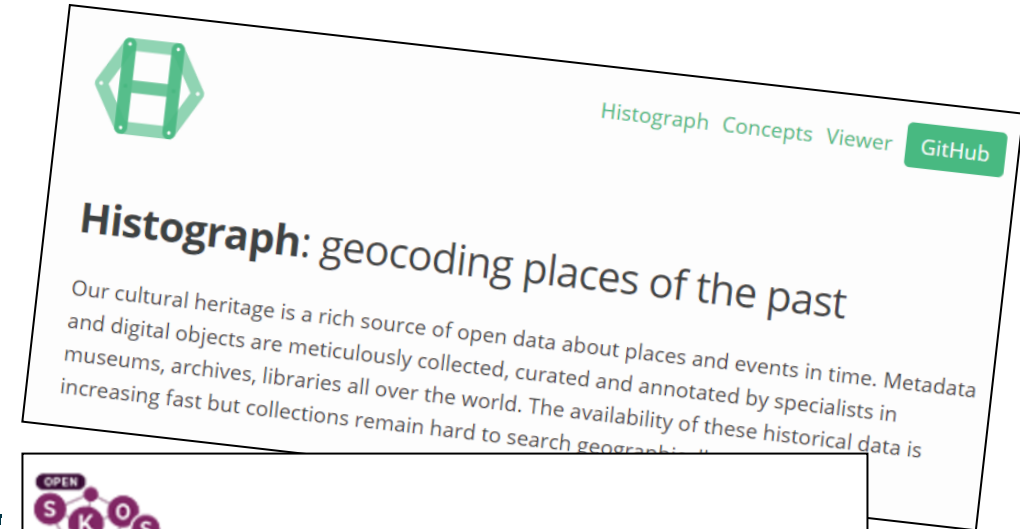 Histograph Concepts Viewer GitHub
Histograph: geocoding places of the past
Our cultural heritage is a rich source of open data about places and events in time. Metadata
and digital objects are meticulously collected, curated and annotated by specialists in
museums, archives, libraries all over the world. The availability of these historical data is
increasing fast but collections remain hard to search
OPEN
SKOS